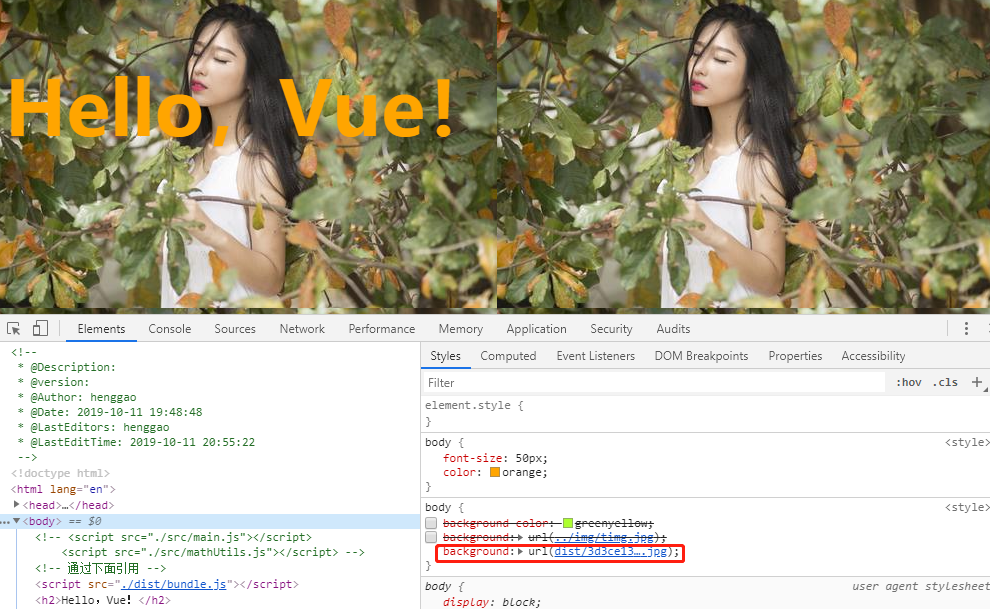 Hello, Vue!
Elements Console Sources Network Performance Memory Application Security Audits
<!--
* @Description:
* @version:
* @Author: henggao
* @Date: 2019-10-11 19:48:48
* @LastEditors: henggao
* @LastEditTime: 2019-10-11 20:55:22
-->
<!doctype html>
<html lang="en">
<head>…</head>
<body> == $0
<!-- <script src="./src/main.js"></script>
<script src="./src/mathUtils.js"></script> -->
<!-- 通过下面引用 -->
<script src="./dist/bundle.js"></script>
<h2>Hello，Vue! </h2>
Styles Computed Event Listeners DOM Breakpoints Properties Accessibility
Filter :hov .cls +
element.style {
}
body { <style>
font-size: 50px;
color: orange;
}
body { <style>
background-color: greenyellow;
background: url(../img/timg.jpg);
background: url(dist/3d3ce13….jpg);
}
body { user agent stylesheet
display: block;